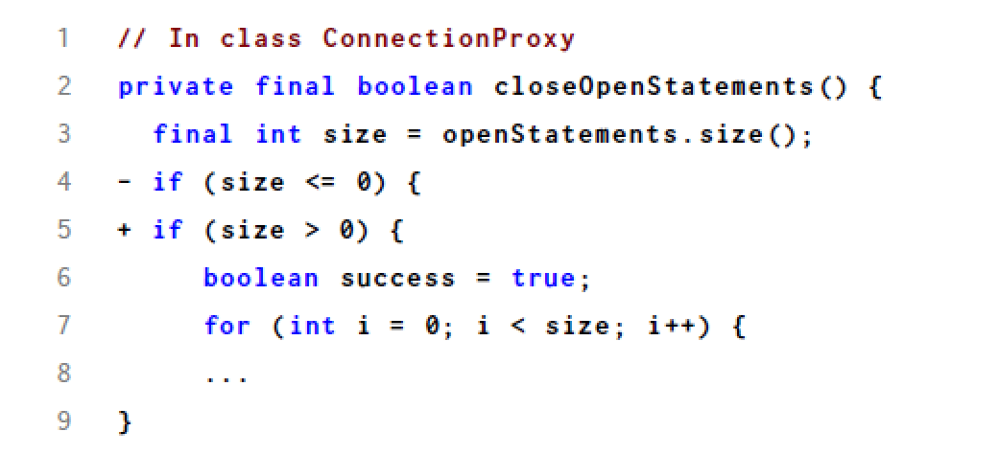 1 // In class ConnectionProxy
2 private final boolean closeOpenStatements() {
3 final int size = openStatements.size();
4 - if (size <= 0) {
5 + if (size > 0) {
6 boolean success = true;
7 for (int i = 0; i < size; i++) {
8 ...
9 }